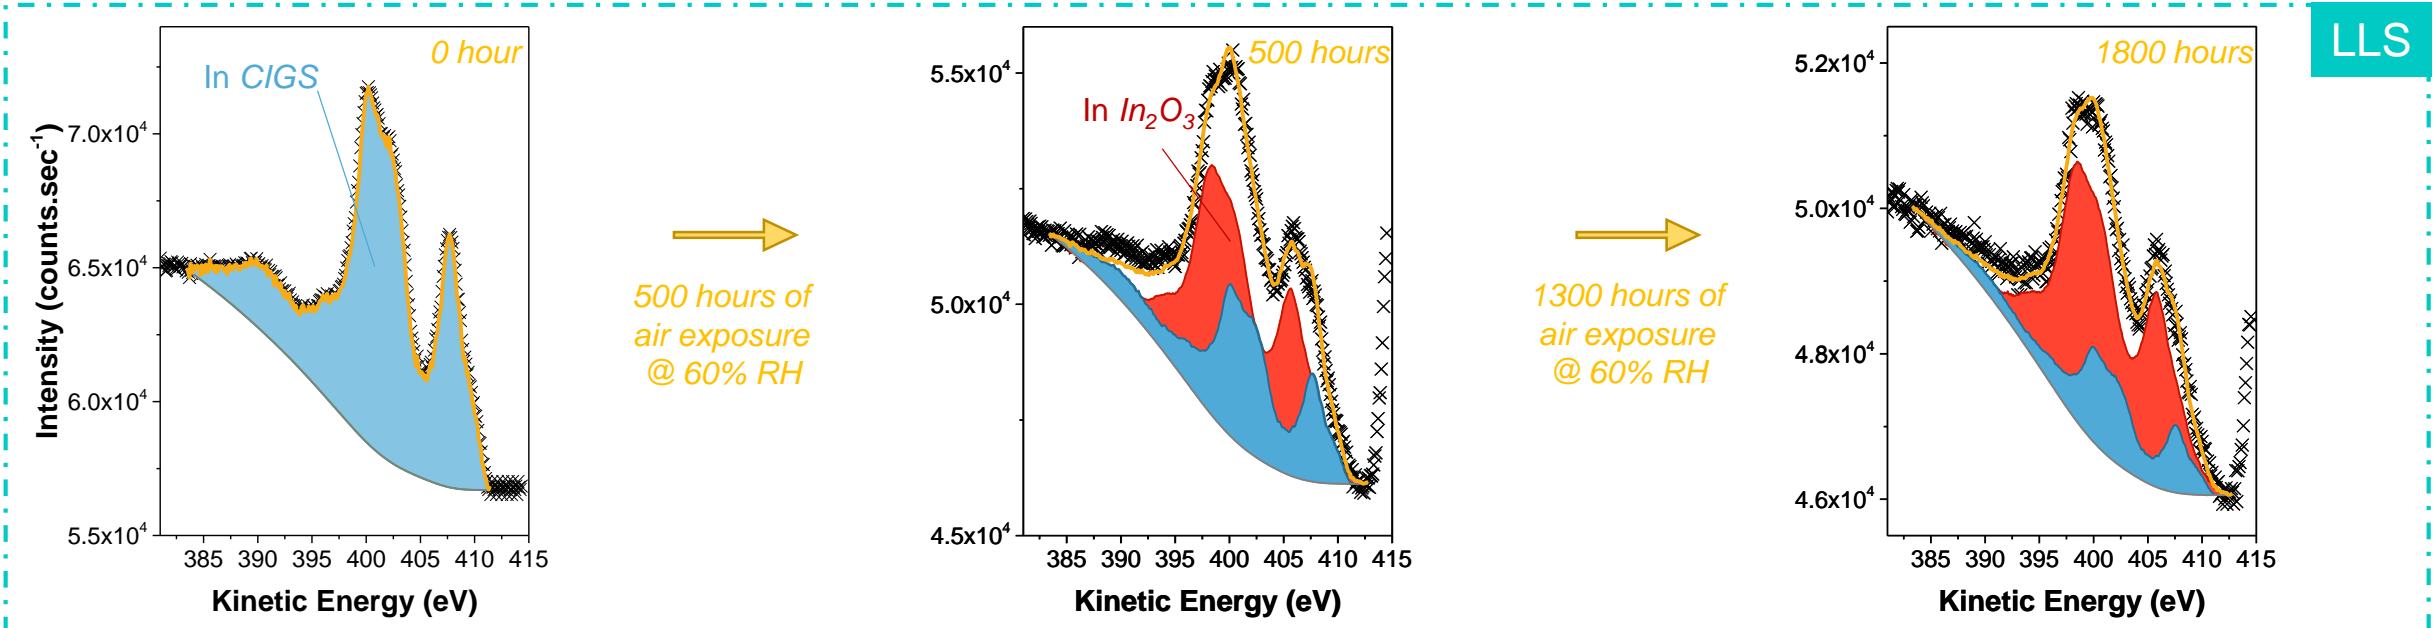 LLS
0 hour
In CIGS
Intensity (counts.sec⁻¹)
7.0x10⁴
6.5x10⁴
6.0x10⁴
5.5x10⁴
385 390 395 400 405 410 415
Kinetic Energy (eV)
500 hours of
air exposure
@ 60% RH
500 hours
In In₂O₃
5.5x10⁴
5.0x10⁴
4.5x10⁴
385 390 395 400 405 410 415
Kinetic Energy (eV)
1300 hours of
air exposure
@ 60% RH
1800 hours
5.2x10⁴
5.0x10⁴
4.8x10⁴
4.6x10⁴
385 390 395 400 405 410 415
Kinetic Energy (eV)